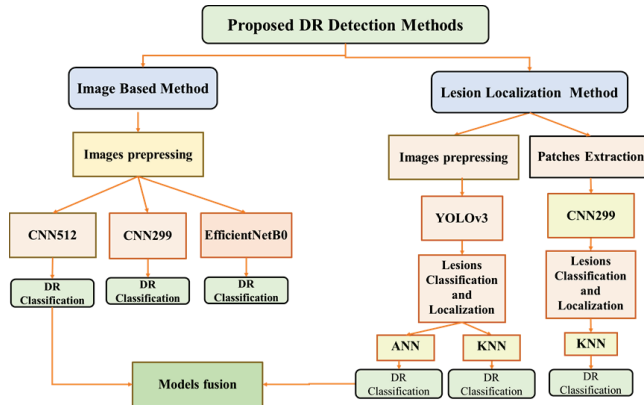 Proposed DR Detection Methods
Image Based Method
Lesion Localization Method
Images prepressing
Images prepressing
Patches Extraction
CNN512
CNN299
EfficientNetB0
YOLOv3
CNN299
DR
Classification
DR
Classification
DR
Classification
Lesions
Classification
and
Localization
Lesions
Classification
and
Localization
ANN
KNN
KNN
Models fusion
DR
Classification
DR
Classification
DR
Classification